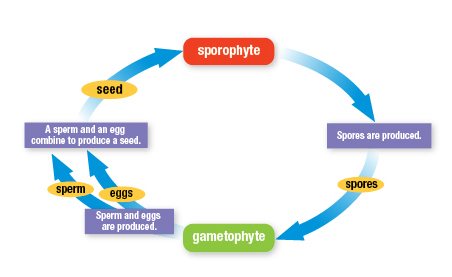 sporophyte
seed
A sperm and an egg
combine to produce a seed.
Spores are produced.
sperm
eggs
spores
Sperm and eggs
are produced.
gametophyte